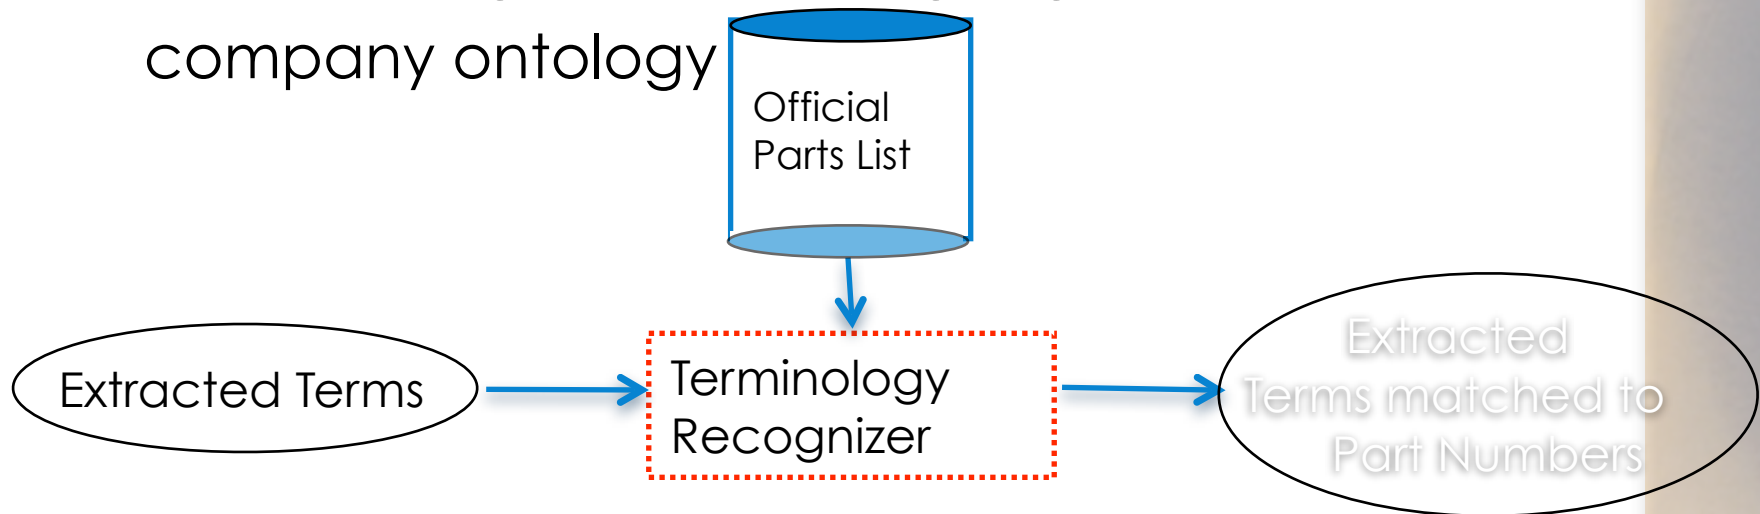 company ontology
Official
Parts List
Extracted Terms
Terminology
Recognizer
Extracted
Terms matched to
Part Numbers